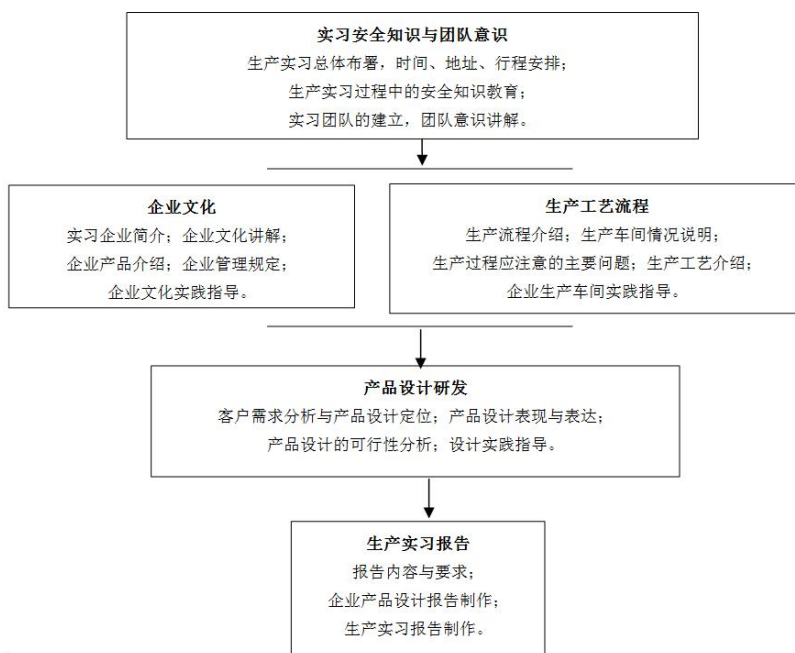 实习安全知识与团队意识
生产实习总体布署，时间、地址、行程安排；
生产实习过程中的安全知识教育；
实习团队的建立，团队意识讲解。
企业文化
实习企业简介；企业文化讲解；
企业产品介绍；企业管理规定；
企业文化实践指导。
生产工艺流程
生产流程介绍；生产车间情况说明；
生产过程应注意的主要问题；生产工艺介绍；
企业生产车间实践指导。
产品设计研发
客户需求分析与产品设计定位；产品设计表现与表达；
产品设计的可行性分析；设计实践指导。
生产实习报告
报告内容与要求；
企业产品设计报告制作；
生产实习报告制作。